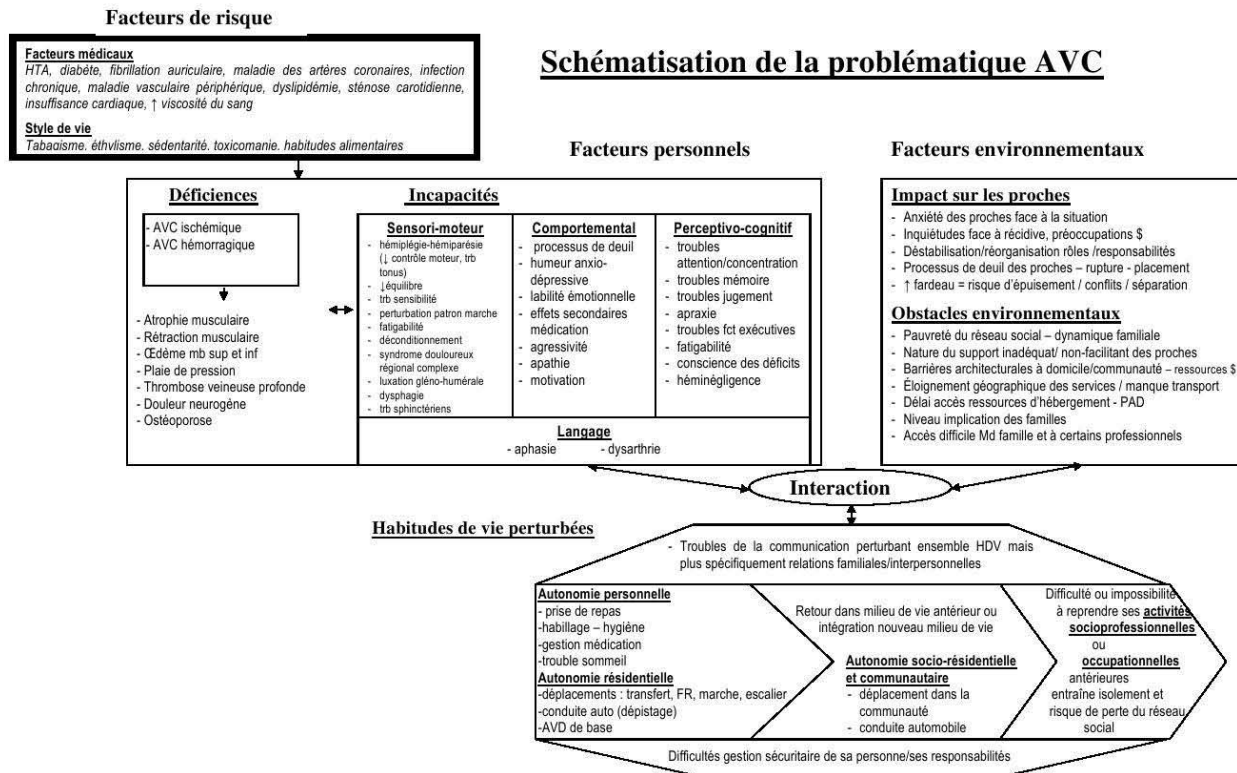 Facteurs de risque
Facteurs médicaux
HTA, diabète, fibrillation auriculaire, maladie des artères coronaires, infection
chronique, maladie vasculaire périphérique, dyslipidémie, sténose carotidienne,
insuffisance cardiaque, ↑ viscosité du sang
Style de vie
Tabagisme, éthylisme, sédentarité, toxicomanie, habitudes alimentaires
Schématisation de la problématique AVC
Facteurs personnels
Déficiences
- AVC ischémique
- AVC hémorragique
- Atrophie musculaire
- Rétraction musculaire
- Œdème mb sup et inf
- Plaie de pression
- Thrombose veineuse profonde
- Douleur neurogène
- Ostéoporose
Incapacités
Sensori-moteur
- hémiplégie-hémiparésie
(↓ contrôle moteur, trb
tonus)
- ↓équilibre
- trb sensibilité
- perturbation patron marche
- fatigabilité
- déconditionnement
- syndrome douloureux
régional complexe
- luxation gléno-humérale
- dysphagie
- trb sphinctériens
Comportemental
- processus de deuil
- humeur anxio-
dépressive
- labilité émotionnelle
- effets secondaires
médication
- agressivité
- apathie
- motivation
Perceptivo-cognitif
- troubles
attention/concentration
- troubles mémoire
- troubles jugement
- apraxie
- troubles fct exécutives
- fatigabilité
- conscience des déficits
- héminégligence
Langage
- aphasie - dysarthrie
Facteurs environnementaux
Impact sur les proches
- Anxiété des proches face à la situation
- Inquiétudes face à récidive, préoccupations $
- Déstabilisation/réorganisation rôles /responsabilités
- Processus de deuil des proches – rupture - placement
- ↑ fardeau = risque d'épuisement / conflits / séparation
Obstacles environnementaux
- Pauvreté du réseau social – dynamique familiale
- Nature du support inadéquat/ non-facilitant des proches
- Barrières architecturales à domicile/communauté – ressources $
- Éloignement géographique des services / manque transport
- Délai accès ressources d'hébergement - PAD
- Niveau implication des familles
- Accès difficile Md famille et à certains professionnels
Interaction
Habitudes de vie perturbées
- Troubles de la communication perturbant ensemble HDV mais
plus spécifiquement relations familiales/interpersonnelles
Autonomie personnelle
- prise de repas
-habillage – hygiène
-gestion médication
-trouble sommeil
Autonomie résidentielle
-déplacements : transfert, FR, marche, escalier
-conduite auto (dépistage)
-AVD de base
Retour dans milieu de vie antérieur ou
intégration nouveau milieu de vie
Autonomie socio-résidentielle
et communautaire
- déplacement dans la
communauté
- conduite automobile
Difficulté ou impossibilité
à reprendre ses activités
socioprofessionnelles
ou
occupationnelles
antérieures
entraîne isolement et
risque de perte du réseau
social
Difficultés gestion sécuritaire de sa personne/ses responsabilités